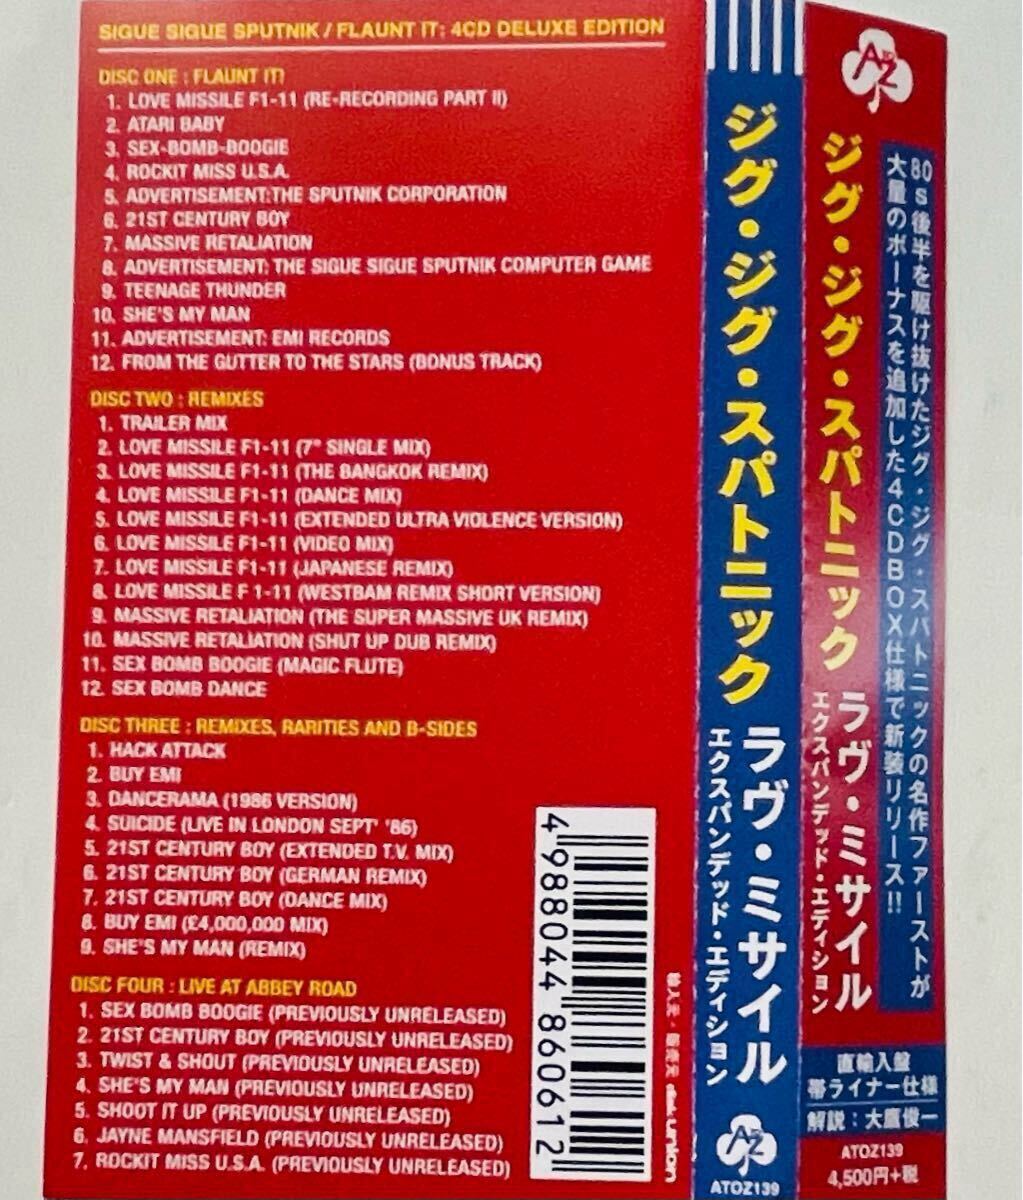 SIGUE SIGUE SPUTNIK / FLAUNT IT: 4CD DELUXE EDITION
DISC ONE : FLAUNT IT!
1. LOVE MISSILE F1-11 (RE-RECORDING PART II)
2. ATARI BABY
3. SEX-BOMB-BOOGIE
4. ROCKIT MISS U.S.A.
5. ADVERTISEMENT:THE SPUTNIK CORPORATION
6. 21ST CENTURY BOY
7. MASSIVE RETALIATION
8. ADVERTISEMENT: THE SIGUE SIGUE SPUTNIK COMPUTER GAME
9. TEENAGE THUNDER
10. SHE'S MY MAN
11. ADVERTISEMENT: EMI RECORDS
12. FROM THE GUTTER TO THE STARS (BONUS TRACK)
DISC TWO : REMIXES
1. TRAILER MIX
2. LOVE MISSILE F1-11 (7" SINGLE MIX)
3. LOVE MISSILE F1-11 (THE BANGKOK REMIX)
4. LOVE MISSILE F1-11 (DANCE MIX)
5. LOVE MISSILE F1-11 (EXTENDED ULTRA VIOLENCE VERSION)
6. LOVE MISSILE F1-11 (VIDEO MIX)
7. LOVE MISSILE F1-11 (JAPANESE REMIX)
8. LOVE MISSILE F 1-11 (WESTBAM REMIX SHORT VERSION)
9. MASSIVE RETALIATION (THE SUPER MASSIVE UK REMIX)
10. MASSIVE RETALIATION (SHUT UP DUB REMIX)
11. SEX BOMB BOOGIE (MAGIC FLUTE)
12. SEX BOMB DANCE
DISC THREE : REMIXES, RARITIES AND B-SIDES
1. HACK ATTACK
2. BUY EMI
3. DANCERAMA (1986 VERSION)
4. SUICIDE (LIVE IN LONDON SEPT' '86)
5. 21ST CENTURY BOY (EXTENDED T.V. MIX)
6. 21ST CENTURY BOY (GERMAN REMIX)
7. 21ST CENTURY BOY (DANCE MIX)
8. BUY EMI (£4,000,000 MIX)
9. SHE'S MY MAN (REMIX)
DISC FOUR : LIVE AT ABBEY ROAD
1. SEX BOMB BOOGIE (PREVIOUSLY UNRELEASED)
2. 21ST CENTURY BOY (PREVIOUSLY UNRELEASED)
3. TWIST & SHOUT (PREVIOUSLY UNRELEASED)
4. SHE'S MY MAN (PREVIOUSLY UNRELEASED)
5. SHOOT IT UP (PREVIOUSLY UNRELEASED)
6. JAYNE MANSFIELD (PREVIOUSLY UNRELEASED)
7. ROCKIT MISS U.S.A. (PREVIOUSLY UNRELEASED)
4 988044 860612
disk union
ジグ・ジグ・スパトニック
ラヴ・ミサイル
エクスパンデッド・エディション
AtoZ
ATOZ139
AtoZ
80s後半を駆け抜けたジグ・ジグ・スパトニックの名作ファーストが
大量のボーナスを追加した4CDBOX仕様で新装リリース!!
ジグ・ジグ・スパトニック
ラヴ・ミサイル
エクスパンデッド・エディション
直輸入盤
帯ライナー仕様
解説:大鷹俊一
ATOZ139
4,500円+税